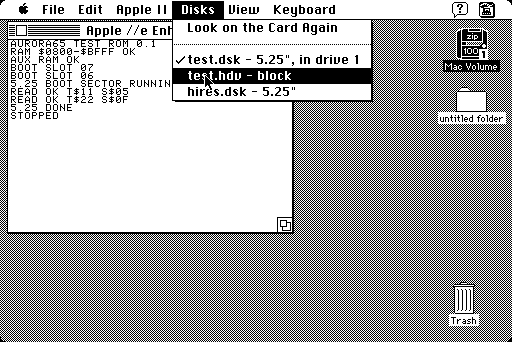 File Edit Apple II Disks View Keyboard
Apple //e Enh
Look on the Card Again
✓test.dsk - 5.25", in drive 1
test.hdv - block
hires.dsk - 5.25"
AURORA65 TEST ROM 0.1
RAM $0800-$BFFF OK
AUX RAM OK
BOOT SLOT 07
BOOT SLOT 06
5.25 BOOT SECTOR RUNNIN
READ OK T$11 S$05
READ OK T$22 S$0F
5.25 DONE
STOPPED
zip
100
Mac Volume
untitled folder
Trash